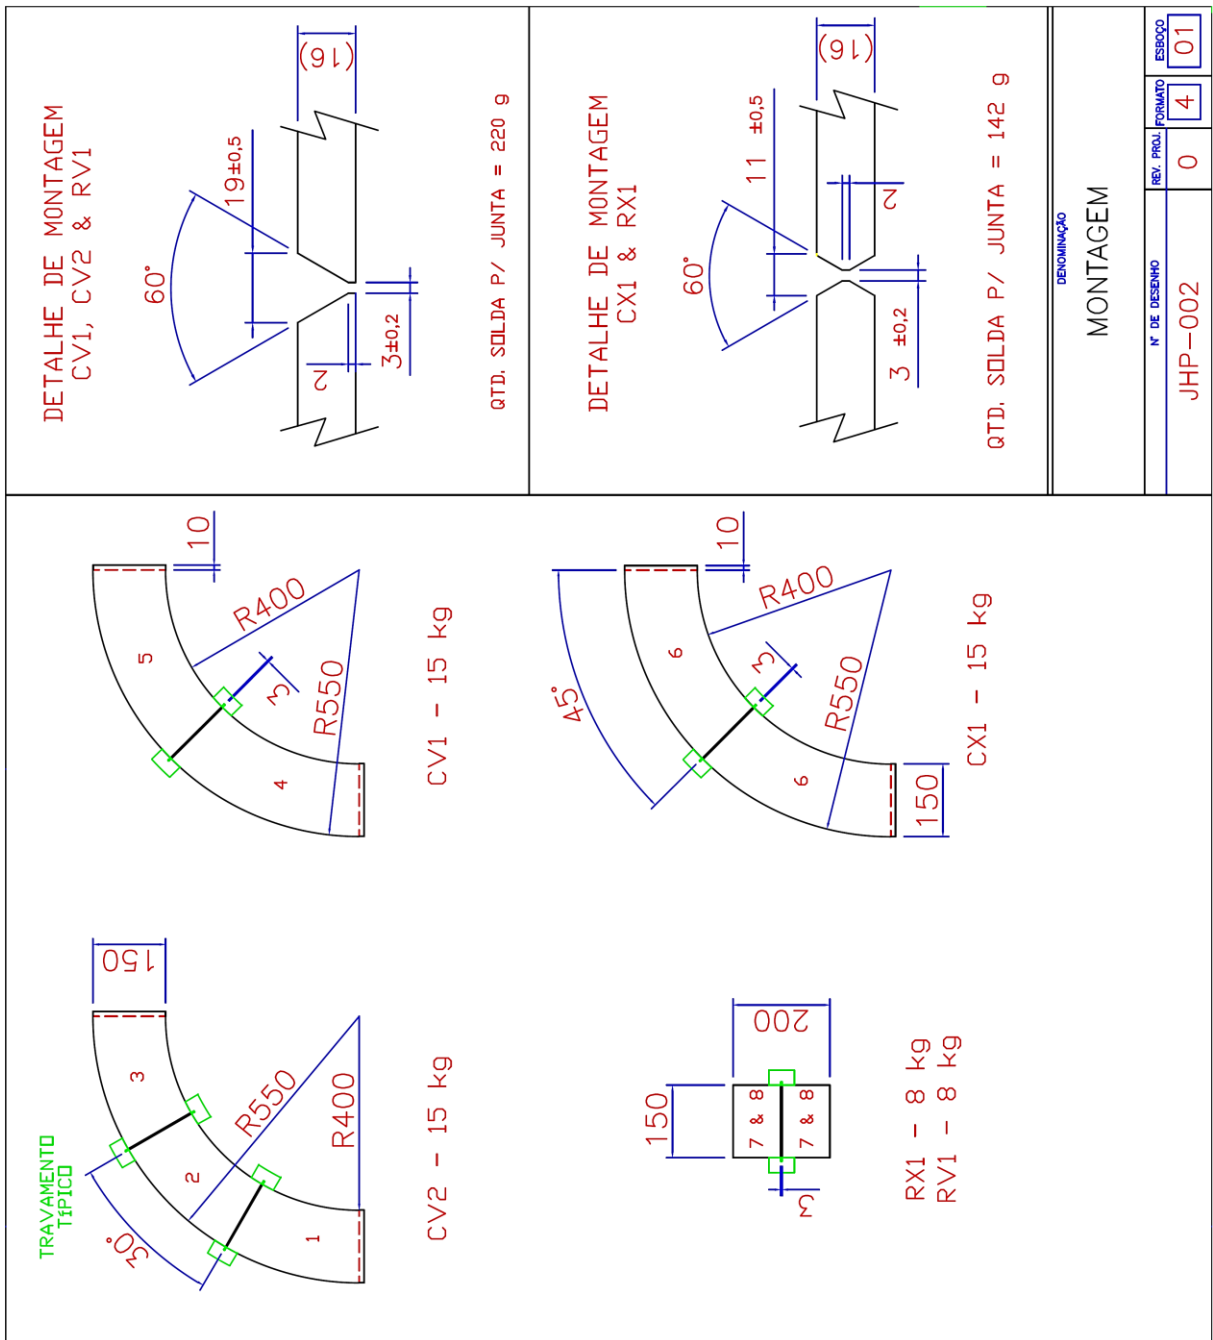 TRAVAMENTO
TÍPICO
30°
1
2
3
150
R550
R400
CV2 - 15 kg
4
5
10
R400
R550
3
CV1 - 15 kg
150
200
7 & 8
7 & 8
3
RX1 - 8 kg
RV1 - 8 kg
45°
6
6
10
R400
R550
3
150
CX1 - 15 kg
DETALHE DE MONTAGEM
CV1, CV2 & RV1
60°
19±0,5
(16)
2
3±0,2
QTD. SOLDA P/ JUNTA = 220 g
DETALHE DE MONTAGEM
CX1 & RX1
60°
11 ±0,5
(16)
2
3 ±0,2
QTD. SOLDA P/ JUNTA = 142 g
DENOMINAÇÃO
MONTAGEM
Nº DE DESENHO
JHP-002
REV. PROJ.
0
FORMATO
4
ESBOÇO
01